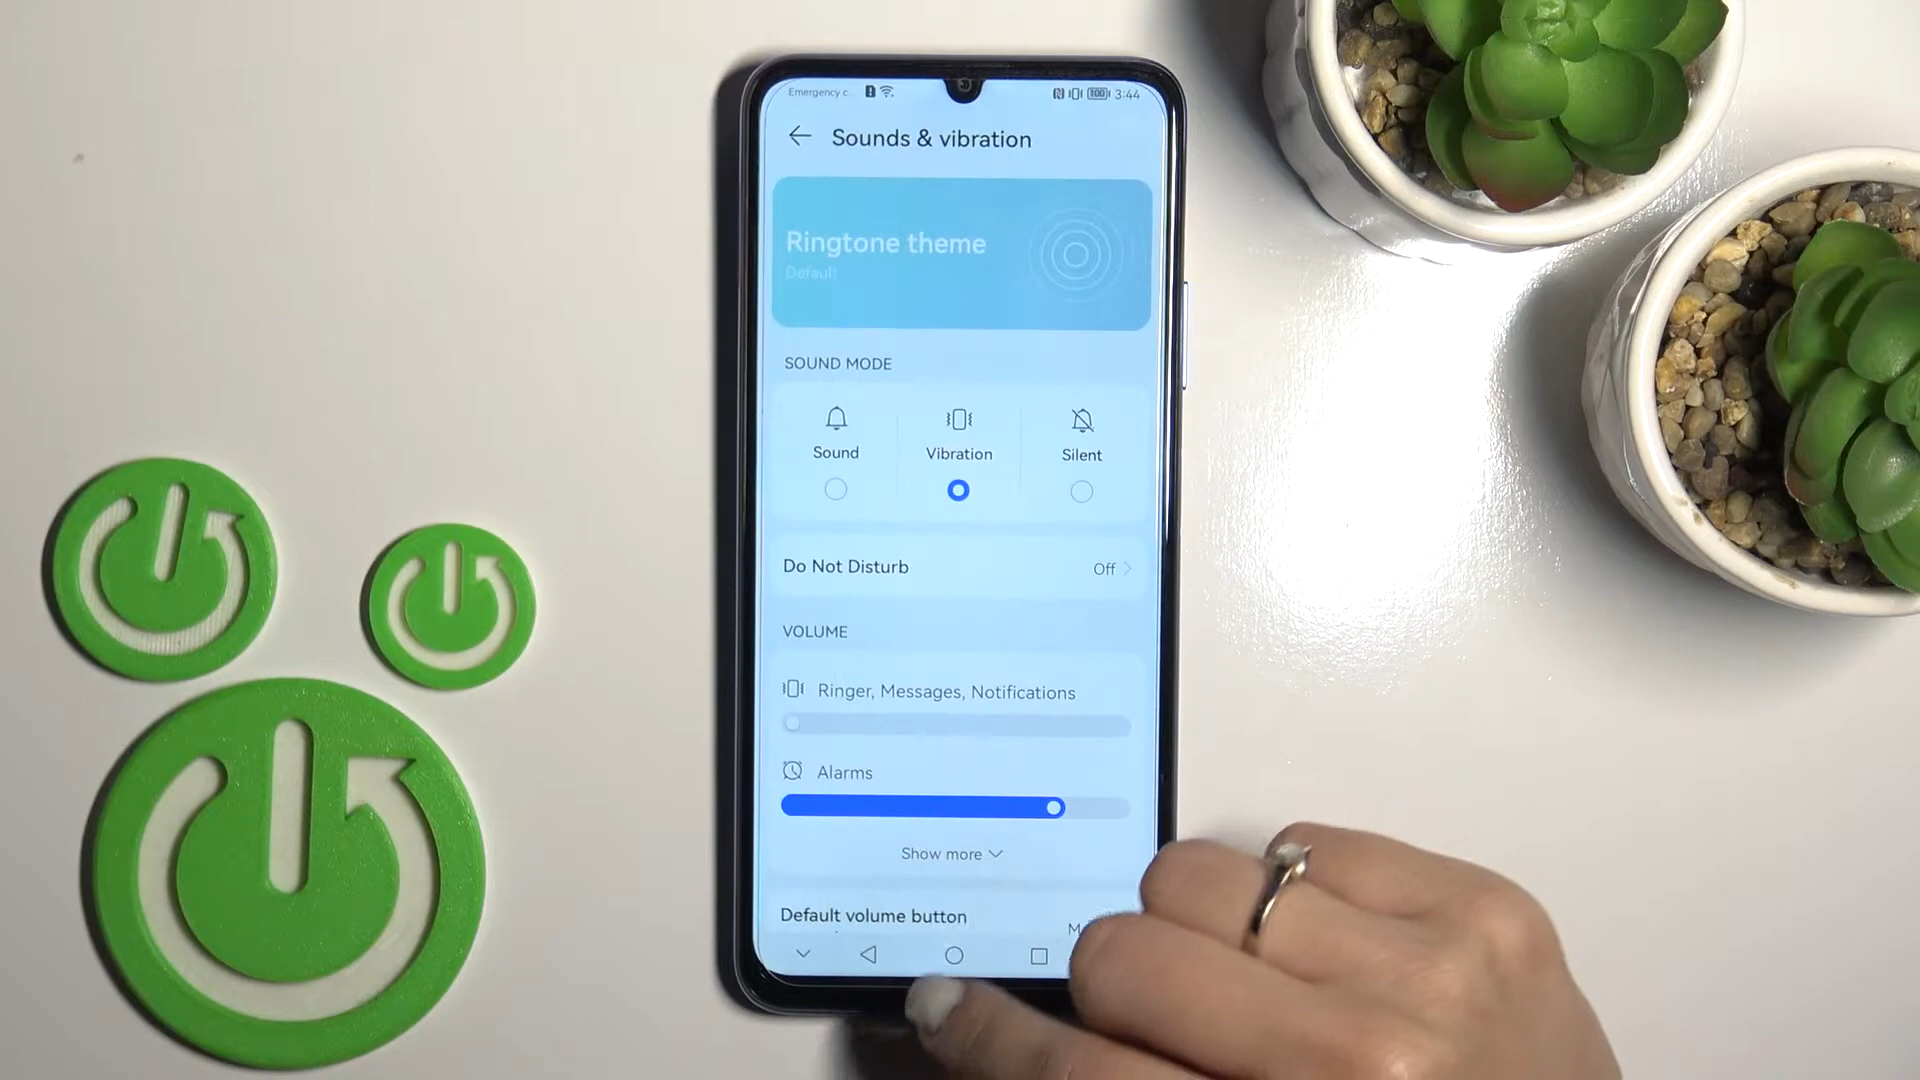 Emergency c... 100 3:44
Sounds & vibration
Ringtone theme
Default
SOUND MODE
Sound Vibration Silent
Do Not Disturb Off
VOLUME
Ringer, Messages, Notifications
Alarms
Show more
Default volume button